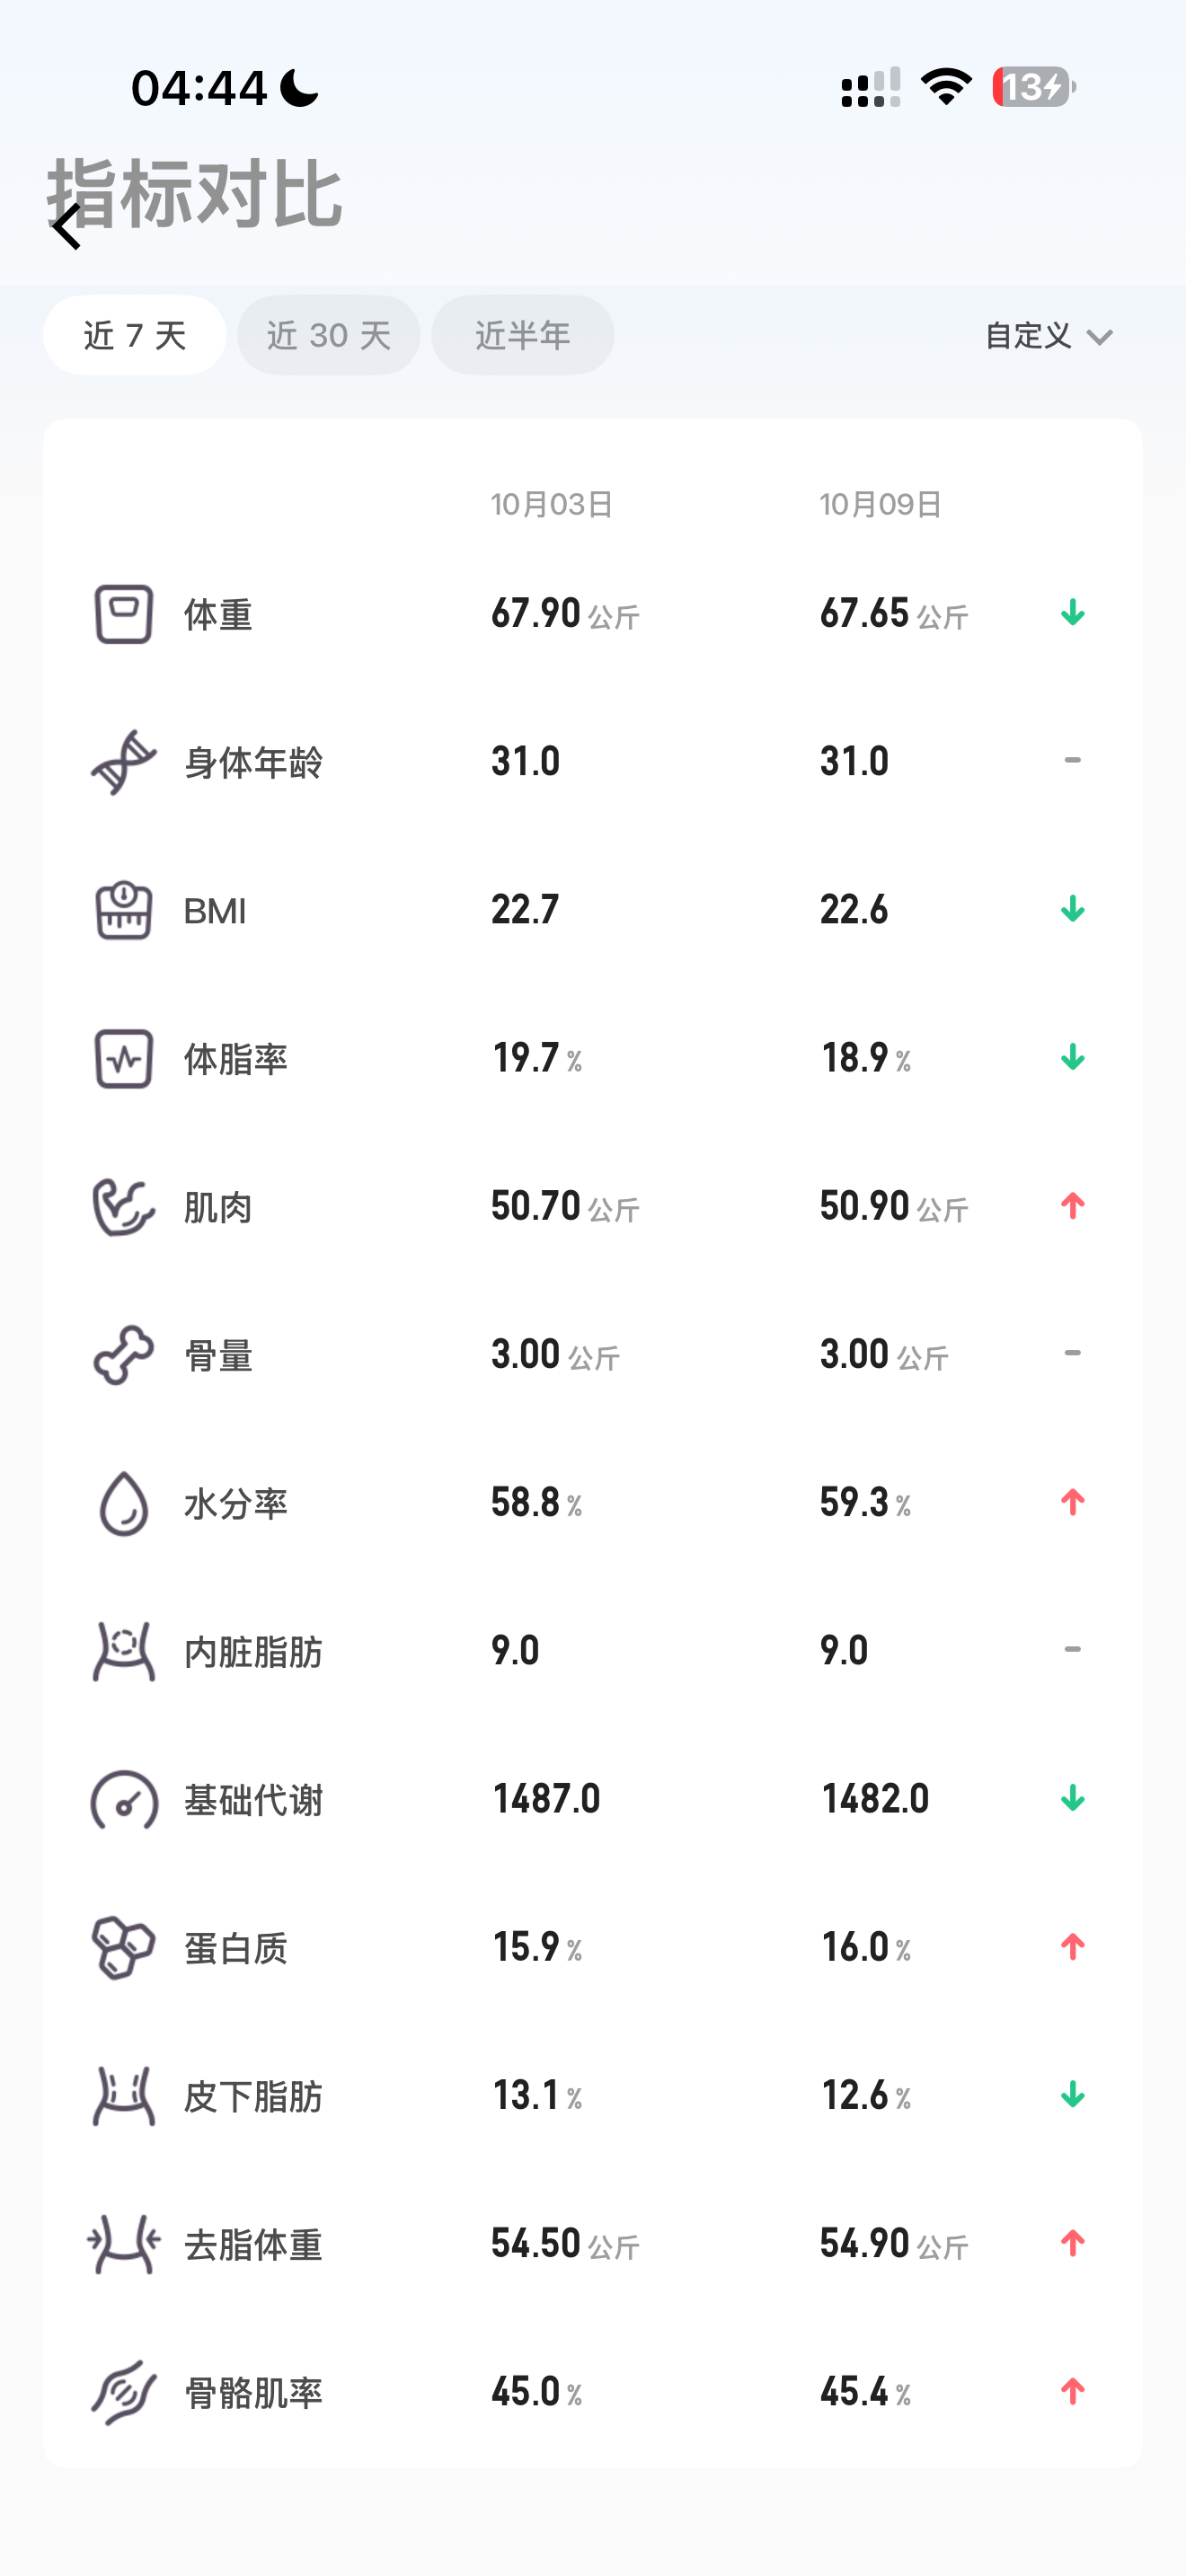 04:44
13
指标对比
近 7 天 近 30 天 近半年 自定义
10月03日 10月09日
体重 67.90 公斤 67.65 公斤
身体年龄 31.0 31.0 -
BMI 22.7 22.6
体脂率 19.7 % 18.9 %
肌肉 50.70 公斤 50.90 公斤
骨量 3.00 公斤 3.00 公斤 -
水分率 58.8 % 59.3 %
内脏脂肪 9.0 9.0 -
基础代谢 1487.0 1482.0
蛋白质 15.9 % 16.0 %
皮下脂肪 13.1 % 12.6 %
去脂体重 54.50 公斤 54.90 公斤
骨骼肌率 45.0 % 45.4 %